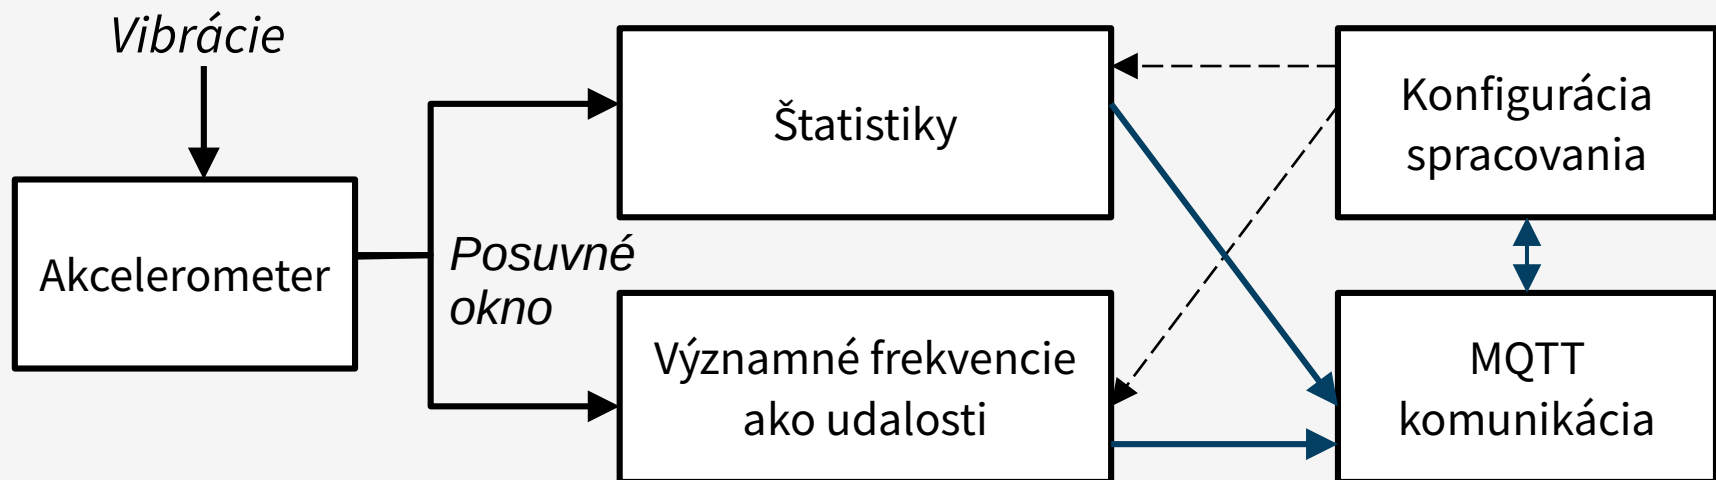 Vibrácie
Akcelerometer
Posuvné
okno
Štatistiky
Významné frekvencie
ako udalosti
Konfigurácia
spracovania
MQTT
komunikácia